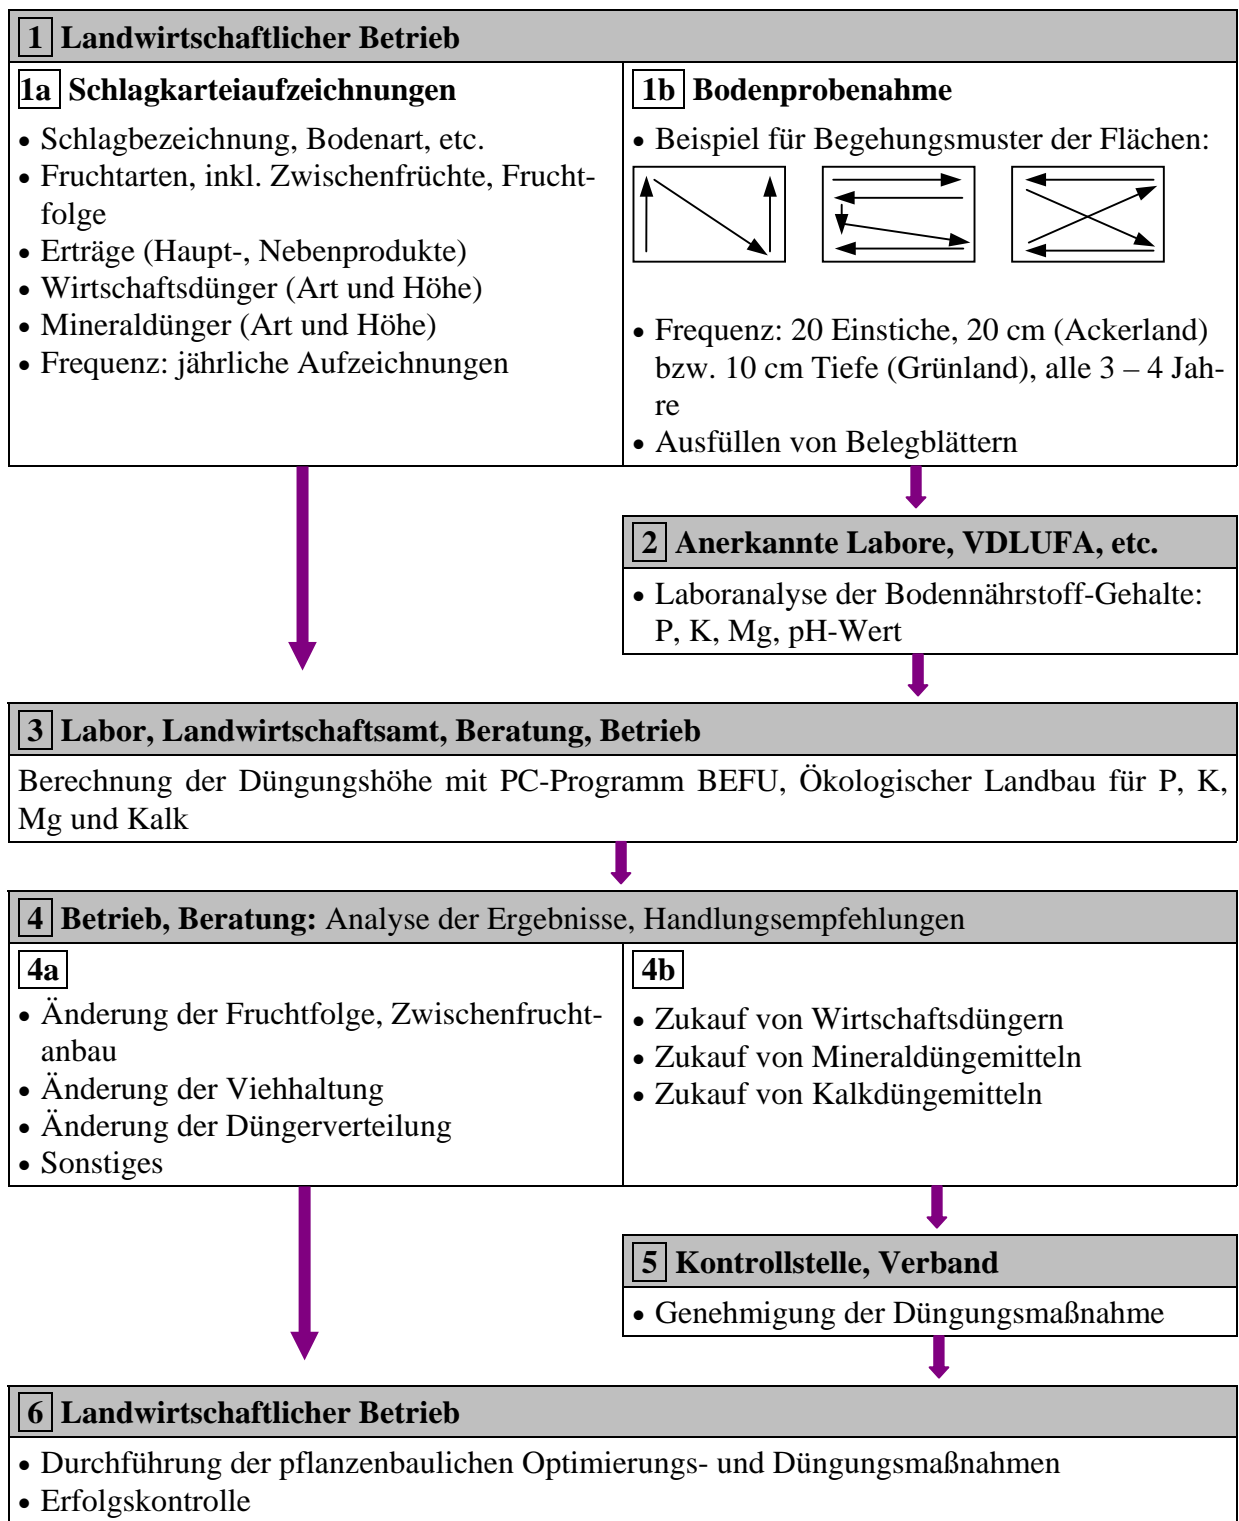 1 Landwirtschaftlicher Betrieb
1a Schlagkarteiaufzeichnungen
• Schlagbezeichnung, Bodenart, etc.
• Fruchtarten, inkl. Zwischenfrüchte, Frucht-
folge
• Erträge (Haupt-, Nebenprodukte)
• Wirtschaftsdünger (Art und Höhe)
• Mineraldünger (Art und Höhe)
• Frequenz: jährliche Aufzeichnungen
1b Bodenprobenahme
• Beispiel für Begehungsmuster der Flächen:
• Frequenz: 20 Einstiche, 20 cm (Ackerland)
bzw. 10 cm Tiefe (Grünland), alle 3 – 4 Jah-
re
• Ausfüllen von Belegblättern
2 Anerkannte Labore, VDLUFA, etc.
• Laboranalyse der Bodennährstoff-Gehalte:
P, K, Mg, pH-Wert
3 Labor, Landwirtschaftsamt, Beratung, Betrieb
Berechnung der Düngungshöhe mit PC-Programm BEFU, Ökologischer Landbau für P, K,
Mg und Kalk
4 Betrieb, Beratung: Analyse der Ergebnisse, Handlungsempfehlungen
4a
• Änderung der Fruchtfolge, Zwischenfrucht-
anbau
• Änderung der Viehhaltung
• Änderung der Düngerverteilung
• Sonstiges
4b
• Zukauf von Wirtschaftsdüngern
• Zukauf von Mineraldüngemitteln
• Zukauf von Kalkdüngemitteln
5 Kontrollstelle, Verband
• Genehmigung der Düngungsmaßnahme
6 Landwirtschaftlicher Betrieb
• Durchführung der pflanzenbaulichen Optimierungs- und Düngungsmaßnahmen
• Erfolgskontrolle